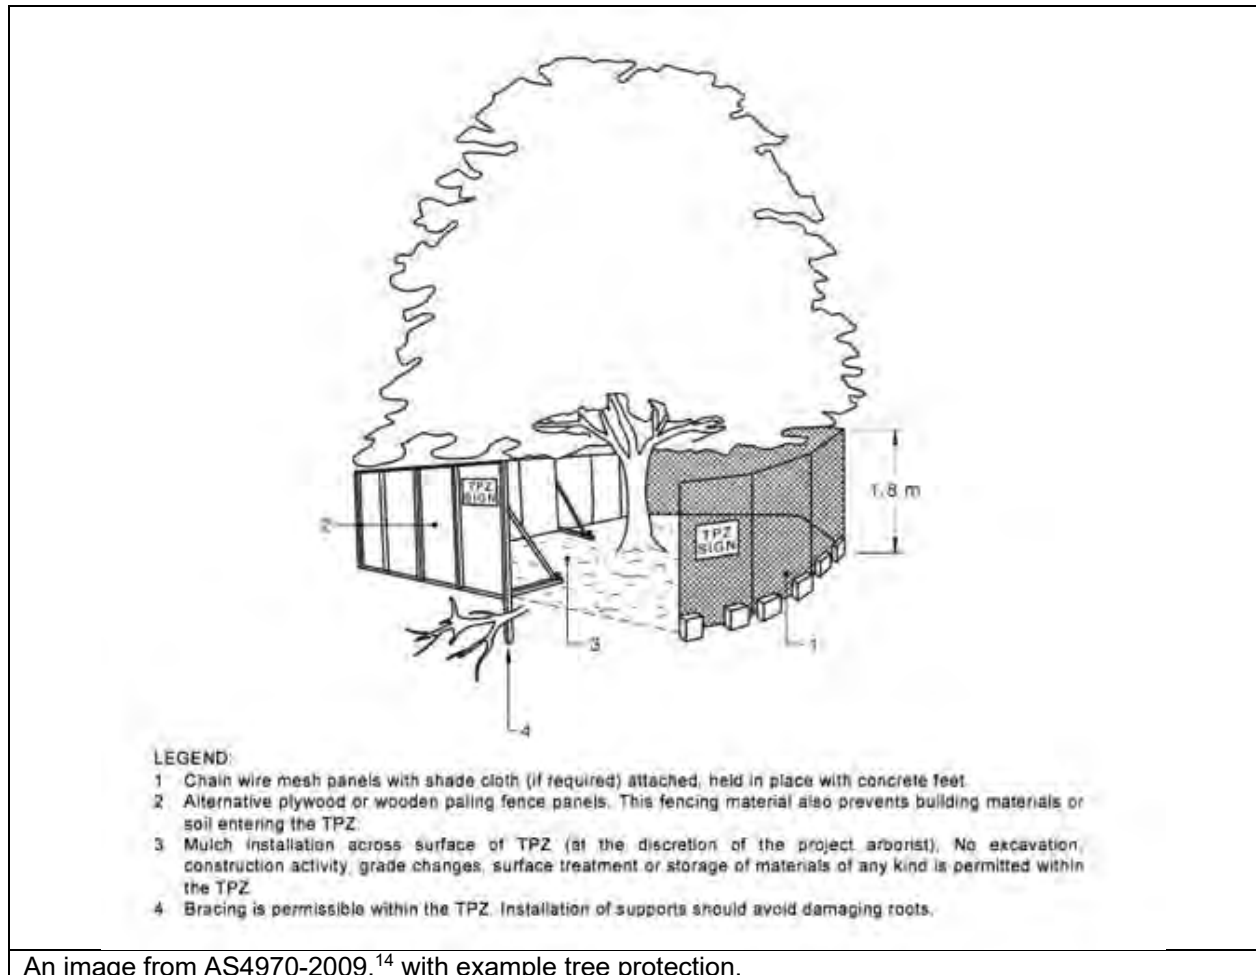 TPZ
SIGN
TPZ
SIGN
1.8 m
2
3
1
4
LEGEND:
1 Chain wire mesh panels with shade cloth (if required) attached, held in place with concrete feet.
2 Alternative plywood or wooden paling fence panels. This fencing material also prevents building materials or
soil entering the TPZ.
3 Mulch installation across surface of TPZ (at the discretion of the project arborist). No excavation,
construction activity, grade changes, surface treatment or storage of materials of any kind is permitted within
the TPZ.
4 Bracing is permissible within the TPZ. Installation of supports should avoid damaging roots.
An image from AS4970-2009,¹⁴ with example tree protection.